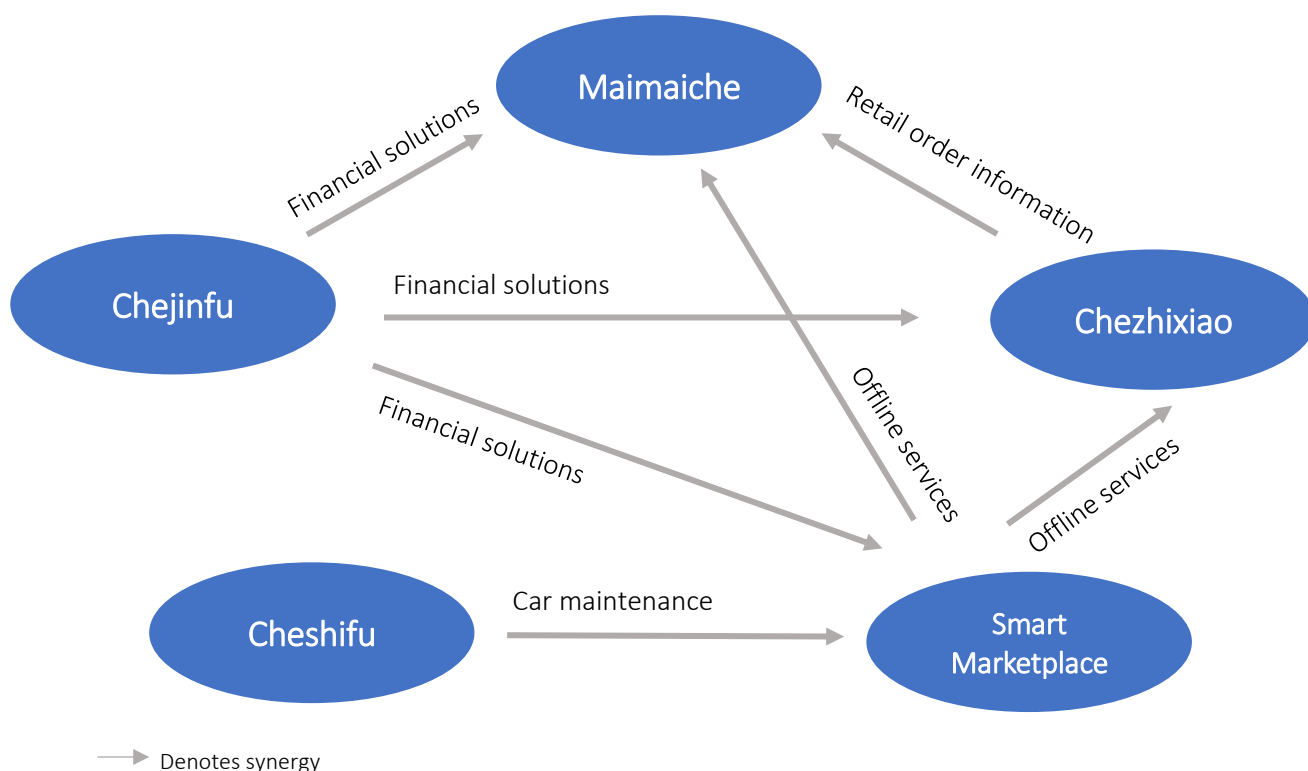 Maimaiche
Financial solutions
Retail order information
Chejinfu
Financial solutions
Chezhixiao
Financial solutions
Offline services
Offline services
Cheshifu
Car maintenance
Smart
Marketplace
Denotes synergy